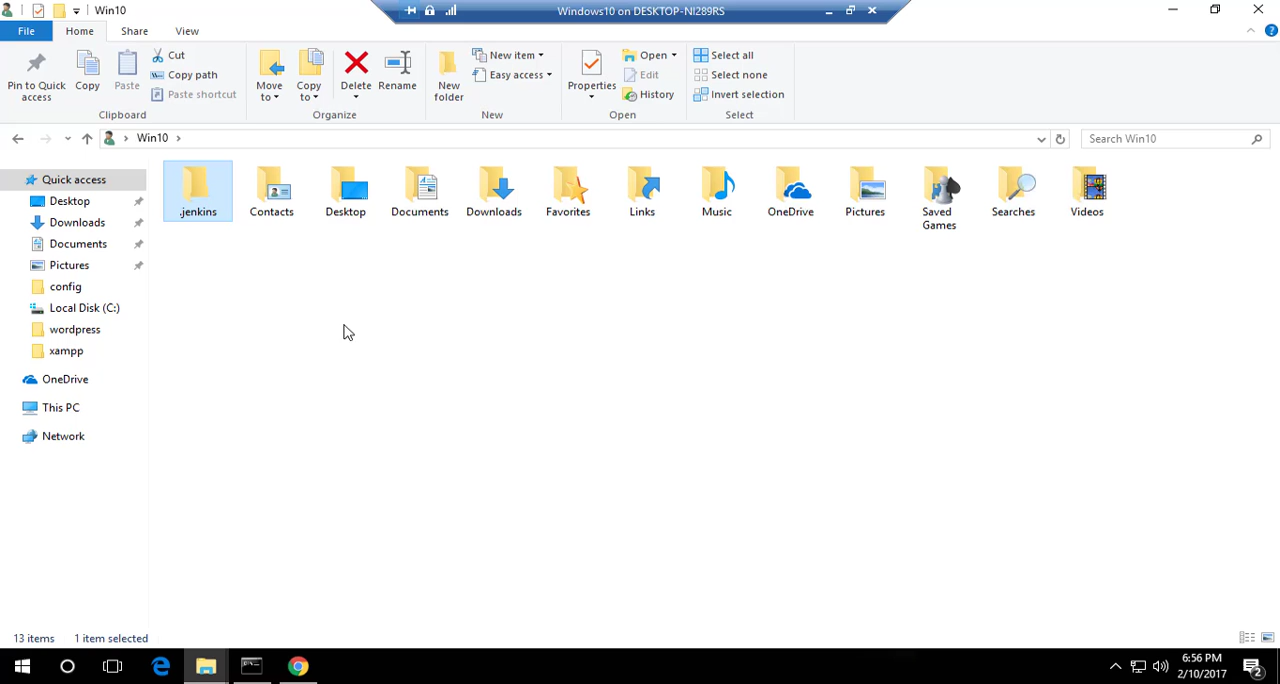 Win10
Windows10 on DESKTOP-NI289RS
File Home Share View
Pin to Quick access
Copy
Paste
Cut
Copy path
Paste shortcut
Clipboard
Move to
Copy to
Delete
Rename
Organize
New folder
New item
Easy access
New
Properties
Open
Edit
History
Open
Select all
Select none
Invert selection
Select
Win10
Search Win10
Quick access
Desktop
Downloads
Documents
Pictures
config
Local Disk (C:)
wordpress
xampp
OneDrive
This PC
Network
.jenkins
Contacts
Desktop
Documents
Downloads
Favorites
Links
Music
OneDrive
Pictures
Saved Games
Searches
Videos
13 items 1 item selected
6:56 PM
2/10/2017
2